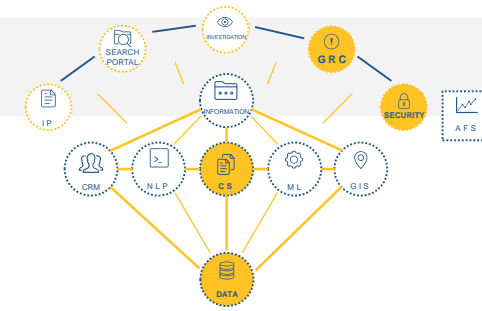 INVESTIGATION
SEARCH
PORTAL
G R C
I P
INFORMATION
SECURITY
A F S
CRM
N L P
C S
M L
G I S
DATA